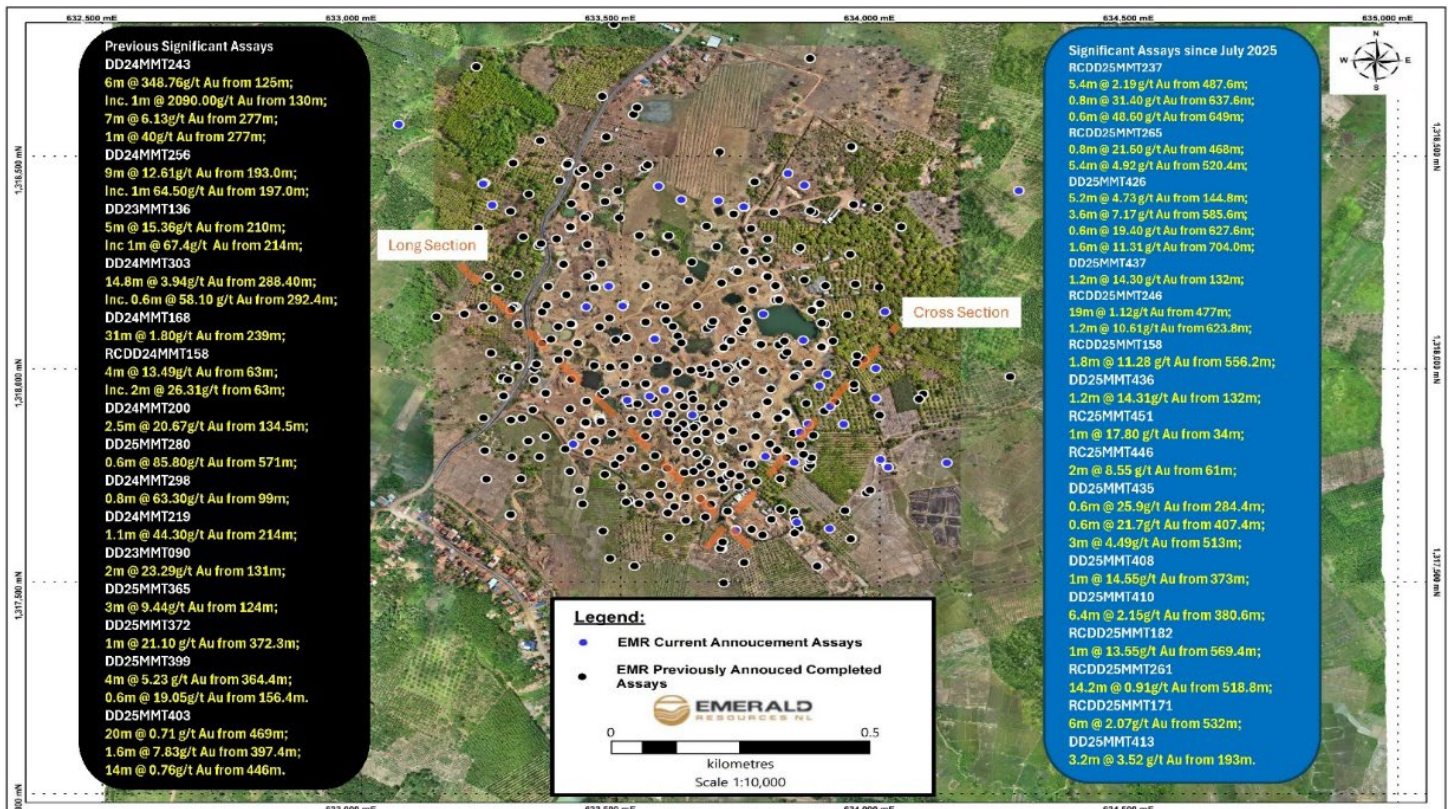 632,500 mE
633,000 mE
633,500 mE
634,000 mE
634,500 mE
635,000 mE
1,318,500 mN
1,318,000 mN
1,317,500 mN
Previous Significant Assays
DD24MMT243
6m @ 348.76g/t Au from 125m;
Inc. 1m @ 2090.00g/t Au from 130m;
7m @ 6.13g/t Au from 277m;
1m @ 40g/t Au from 277m;
DD24MMT256
9m @ 12.61g/t Au from 193.0m;
Inc. 1m 64.50g/t Au from 197.0m;
DD23MMT136
5m @ 15.36g/t Au from 210m;
Inc 1m @ 67.4g/t Au from 214m;
DD24MMT303
14.8m @ 3.94g/t Au from 288.40m;
Inc. 0.6m @ 58.10 g/t Au from 292.4m;
DD24MMT168
31m @ 1.80g/t Au from 239m;
RCDD24MMT158
4m @ 13.49g/t Au from 63m;
Inc. 2m @ 26.31g/t Au from 63m;
DD24MMT200
2.5m @ 20.67g/t Au from 134.5m;
DD25MMT280
0.6m @ 85.80g/t Au from 571m;
DD24MMT298
0.8m @ 63.30g/t Au from 99m;
DD24MMT219
1.1m @ 44.30g/t Au from 214m;
DD23MMT090
2m @ 23.29g/t Au from 131m;
DD25MMT365
3m @ 9.44g/t Au from 124m;
DD25MMT372
1m @ 21.10 g/t Au from 372.3m;
DD25MMT399
4m @ 5.23 g/t Au from 364.4m;
0.6m @ 19.05g/t Au from 156.4m.
DD25MMT403
20m @ 0.71 g/t Au from 469m;
1.6m @ 7.83g/t Au from 397.4m;
14m @ 0.76g/t Au from 446m.
Long Section
Cross Section
Legend:
EMR Current Annoucement Assays
EMR Previously Annouced Completed
Assays
EMERALD
RESOURCES NL
0
0.5
kilometres
Scale 1:10,000
Significant Assays since July 2025
RCDD25MMT237
5.4m @ 2.19 g/t Au from 487.6m;
0.8m @ 31.40 g/t Au from 637.6m;
0.6m @ 48.60 g/t Au from 649m;
RCDD25MMT265
0.8m @ 21.60 g/t Au from 468m;
5.4m @ 4.92 g/t Au from 520.4m;
DD25MMT426
5.2m @ 4.73 g/t Au from 144.8m;
3.6m @ 7.17 g/t Au from 585.6m;
0.6m @ 19.40 g/t Au from 627.6m;
1.6m @ 11.31 g/t Au from 704.0m;
DD25MMT437
1.2m @ 14.30 g/t Au from 132m;
RCDD25MMT246
19m @ 1.12g/t Au from 477m;
1.2m @ 10.61g/t Au from 623.8m;
RCDD25MMT158
1.8m @ 11.28 g/t Au from 556.2m;
DD25MMT436
1.2m @ 14.31 g/t Au from 132m;
RC25MMT451
1m @ 17.80 g/t Au from 34m;
RC25MMT446
2m @ 8.55 g/t Au from 61m;
DD25MMT435
0.6m @ 25.9g/t Au from 284.4m;
0.6m @ 21.7g/t Au from 407.4m;
3m @ 4.49g/t Au from 513m;
DD25MMT408
1m @ 14.55g/t Au from 373m;
DD25MMT410
6.4m @ 2.15g/t Au from 380.6m;
RCDD25MMT182
1m @ 13.55g/t Au from 569.4m;
RCDD25MMT261
14.2m @ 0.91g/t Au from 518.8m;
RCDD25MMT171
6m @ 2.07g/t Au from 532m;
DD25MMT413
3.2m @ 3.52 g/t Au from 193m.
N
W
E
S
1,318,500 mN
1,318,000 mN
1,317,500 mN